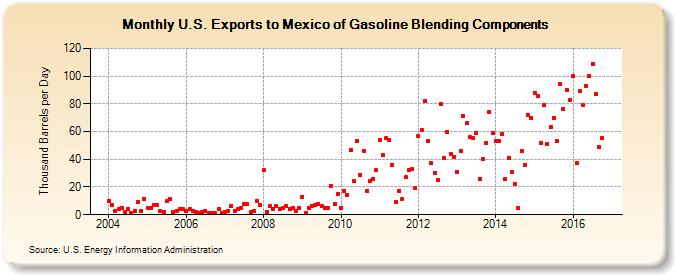 Monthly U.S. Exports to Mexico of Gasoline Blending Components
Thousand Barrels per Day
120
100
80
60
40
20
0
2004 2006 2008 2010 2012 2014 2016
Source: U.S. Energy Information Administration